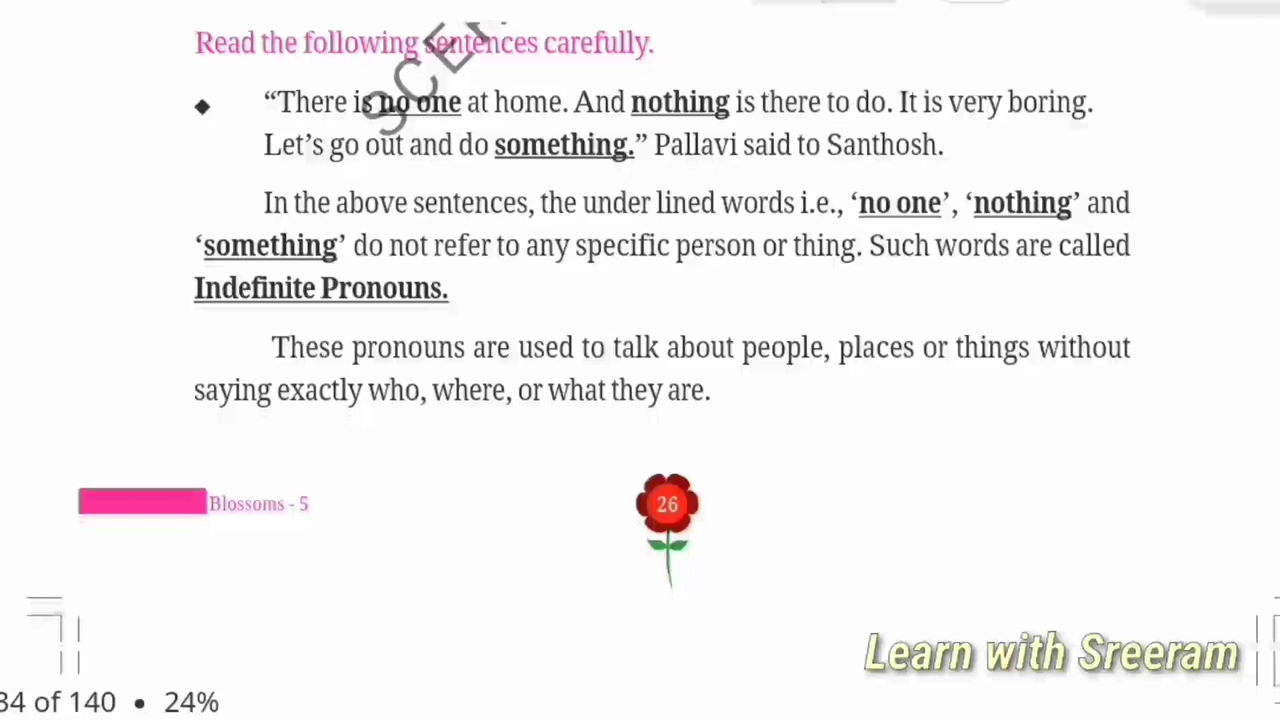 Read the following sentences carefully.
◆ “There is no one at home. And nothing is there to do. It is very boring.
Let’s go out and do something.” Pallavi said to Santhosh.
In the above sentences, the under lined words i.e., ‘no one’, ‘nothing’ and
‘something’ do not refer to any specific person or thing. Such words are called
Indefinite Pronouns.
These pronouns are used to talk about people, places or things without
saying exactly who, where, or what they are.
Blossoms - 5
26
Learn with Sreeram
34 of 140 • 24%